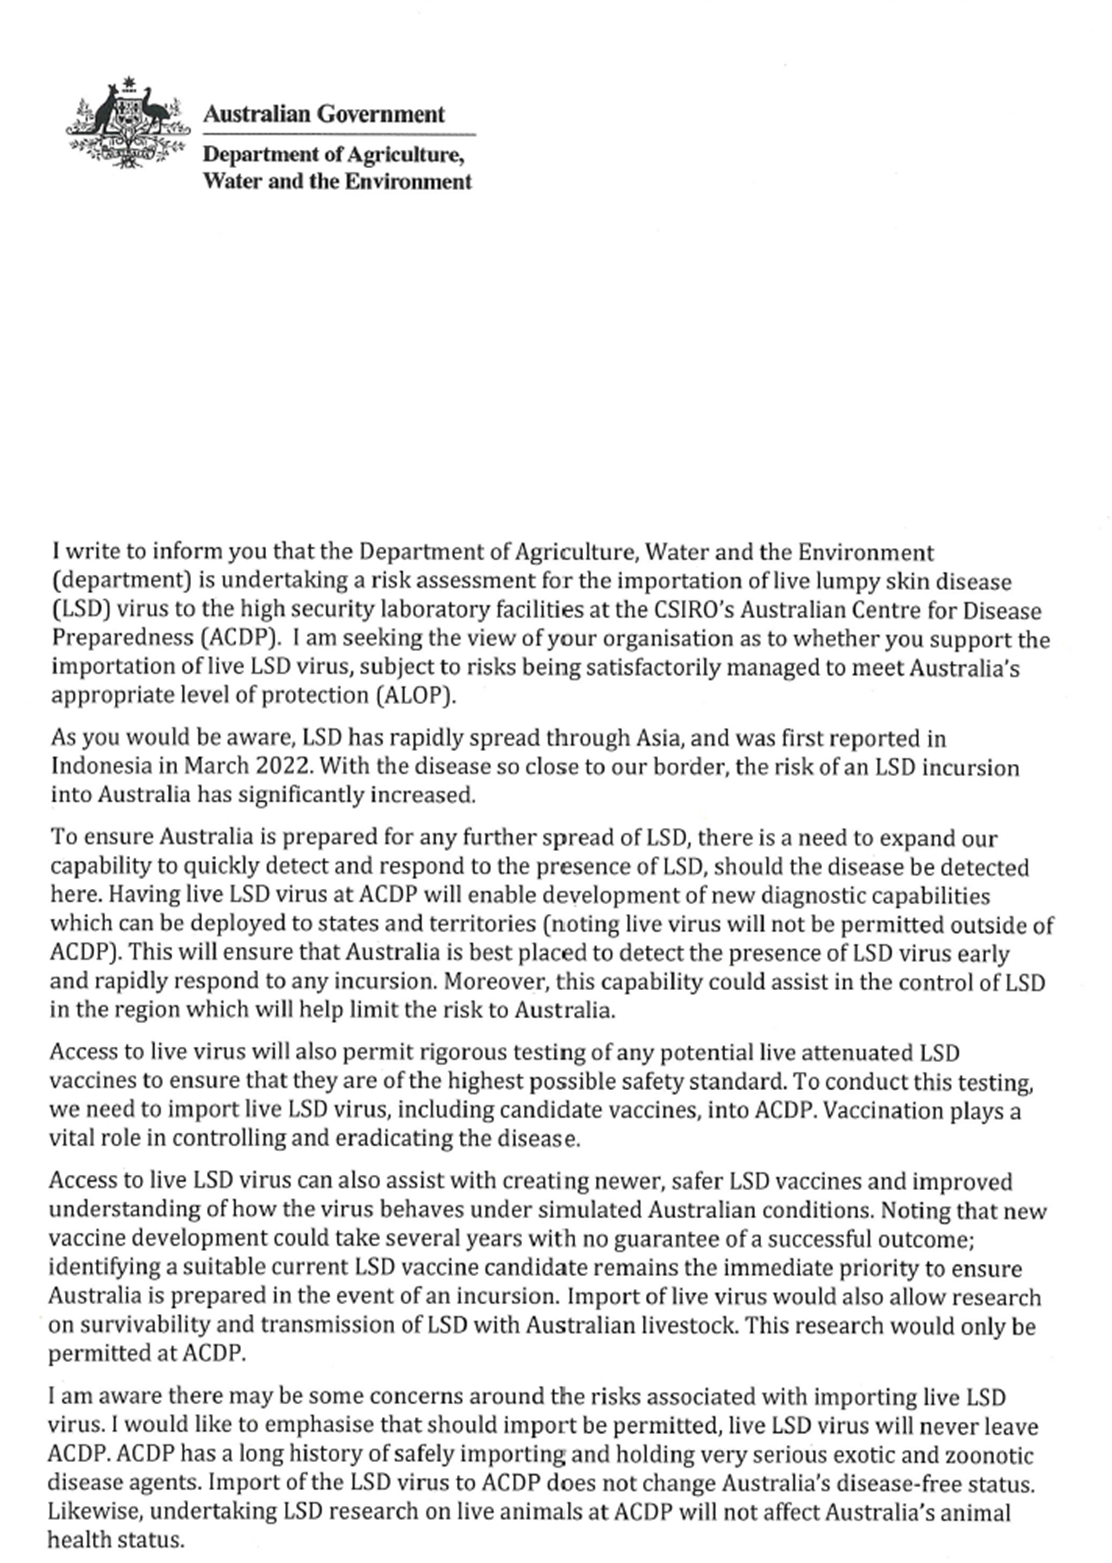 Australian Government
Department of Agriculture,
Water and the Environment
I write to inform you that the Department of Agriculture, Water and the Environment
(department) is undertaking a risk assessment for the importation of live lumpy skin disease
(LSD) virus to the high security laboratory facilities at the CSIRO's Australian Centre for Disease
Preparedness (ACDP). I am seeking the view of your organisation as to whether you support the
importation of live LSD virus, subject to risks being satisfactorily managed to meet Australia's
appropriate level of protection (ALOP).
As you would be aware, LSD has rapidly spread through Asia, and was first reported in
Indonesia in March 2022. With the disease so close to our border, the risk of an LSD incursion
into Australia has significantly increased.
To ensure Australia is prepared for any further spread of LSD, there is a need to expand our
capability to quickly detect and respond to the presence of LSD, should the disease be detected
here. Having live LSD virus at ACDP will enable development of new diagnostic capabilities
which can be deployed to states and territories (noting live virus will not be permitted outside of
ACDP). This will ensure that Australia is best placed to detect the presence of LSD virus early
and rapidly respond to any incursion. Moreover, this capability could assist in the control of LSD
in the region which will help limit the risk to Australia.
Access to live virus will also permit rigorous testing of any potential live attenuated LSD
vaccines to ensure that they are of the highest possible safety standard. To conduct this testing,
we need to import live LSD virus, including candidate vaccines, into ACDP. Vaccination plays a
vital role in controlling and eradicating the disease.
Access to live LSD virus can also assist with creating newer, safer LSD vaccines and improved
understanding of how the virus behaves under simulated Australian conditions. Noting that new
vaccine development could take several years with no guarantee of a successful outcome;
identifying a suitable current LSD vaccine candidate remains the immediate priority to ensure
Australia is prepared in the event of an incursion. Import of live virus would also allow research
on survivability and transmission of LSD with Australian livestock. This research would only be
permitted at ACDP.
I am aware there may be some concerns around the risks associated with importing live LSD
virus. I would like to emphasise that should import be permitted, live LSD virus will never leave
ACDP. ACDP has a long history of safely importing and holding very serious exotic and zoonotic
disease agents. Import of the LSD virus to ACDP does not change Australia's disease-free status.
Likewise, undertaking LSD research on live animals at ACDP will not affect Australia's animal
health status.